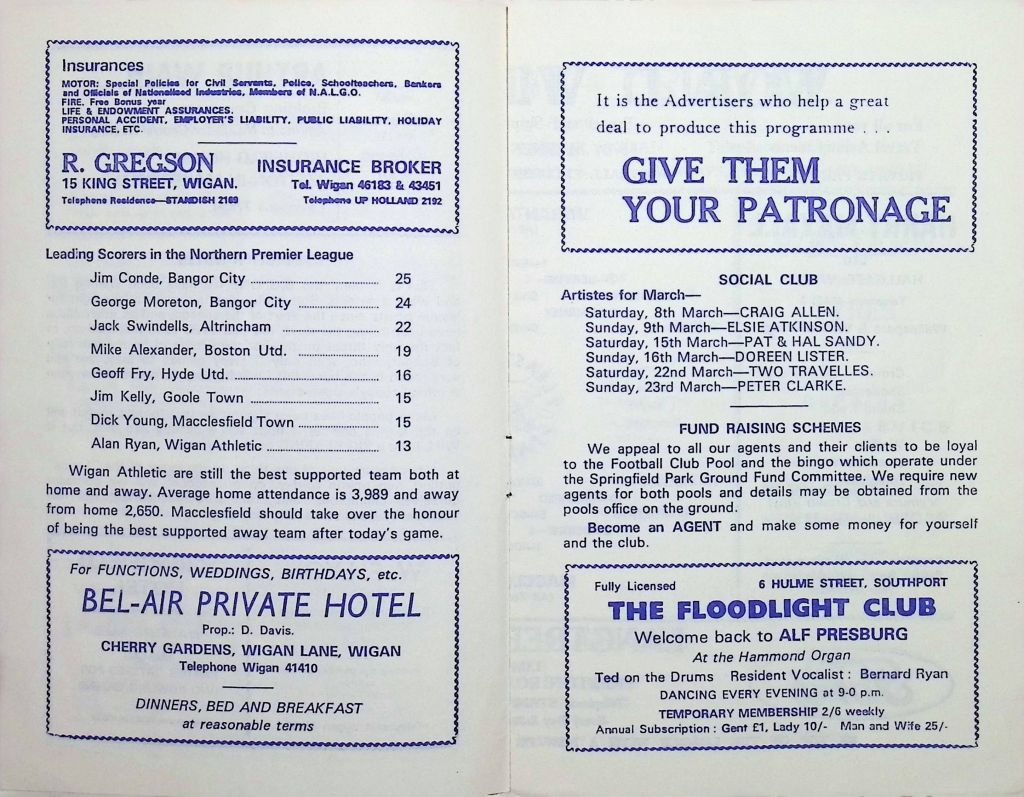 Insurances
MOTOR: Special Policies for Civil Servants, Police, Schoolteachers, Bankers
and Officials of Nationalised Industries, Members of N.A.L.G.O.
FIRE. Free Bonus year
LIFE & ENDOWMENT ASSURANCES.
PERSONAL ACCIDENT, EMPLOYER'S LIABILITY, PUBLIC LIABILITY, HOLIDAY
INSURANCE, ETC.
R. GREGSON INSURANCE BROKER
15 KING STREET, WIGAN. Tel. Wigan 46183 & 43451
Telephone Residence—STANDISH 2169 Telephone UP HOLLAND 2192
Leading Scorers in the Northern Premier League
Jim Conde, Bangor City ........ 25
George Moreton, Bangor City ........ 24
Jack Swindells, Altrincham ........ 22
Mike Alexander, Boston Utd. ........ 19
Geoff Fry, Hyde Utd. ........ 16
Jim Kelly, Goole Town ........ 15
Dick Young, Macclesfield Town ........ 15
Alan Ryan, Wigan Athletic ........ 13
Wigan Athletic are still the best supported team both at
home and away. Average home attendance is 3,989 and away
from home 2,650. Macclesfield should take over the honour
of being the best supported away team after today's game.
For FUNCTIONS, WEDDINGS, BIRTHDAYS, etc.
BEL-AIR PRIVATE HOTEL
Prop.: D. Davis.
CHERRY GARDENS, WIGAN LANE, WIGAN
Telephone Wigan 41410
DINNERS, BED AND BREAKFAST
at reasonable terms
It is the Advertisers who help a great
deal to produce this programme . . .
GIVE THEM
YOUR PATRONAGE
SOCIAL CLUB
Artistes for March—
Saturday, 8th March—CRAIG ALLEN.
Sunday, 9th March—ELSIE ATKINSON.
Saturday, 15th March—PAT & HAL SANDY.
Sunday, 16th March—DOREEN LISTER.
Saturday, 22nd March—TWO TRAVELLES.
Sunday, 23rd March—PETER CLARKE.
FUND RAISING SCHEMES
We appeal to all our agents and their clients to be loyal
to the Football Club Pool and the bingo which operate under
the Springfield Park Ground Fund Committee. We require new
agents for both pools and details may be obtained from the
pools office on the ground.
Become an AGENT and make some money for yourself
and the club.
Fully Licensed 6 HULME STREET, SOUTHPORT
THE FLOODLIGHT CLUB
Welcome back to ALF PRESBURG
At the Hammond Organ
Ted on the Drums Resident Vocalist : Bernard Ryan
DANCING EVERY EVENING at 9-0 p.m.
TEMPORARY MEMBERSHIP 2/6 weekly
Annual Subscription : Gent £1, Lady 10/- Man and Wife 25/-